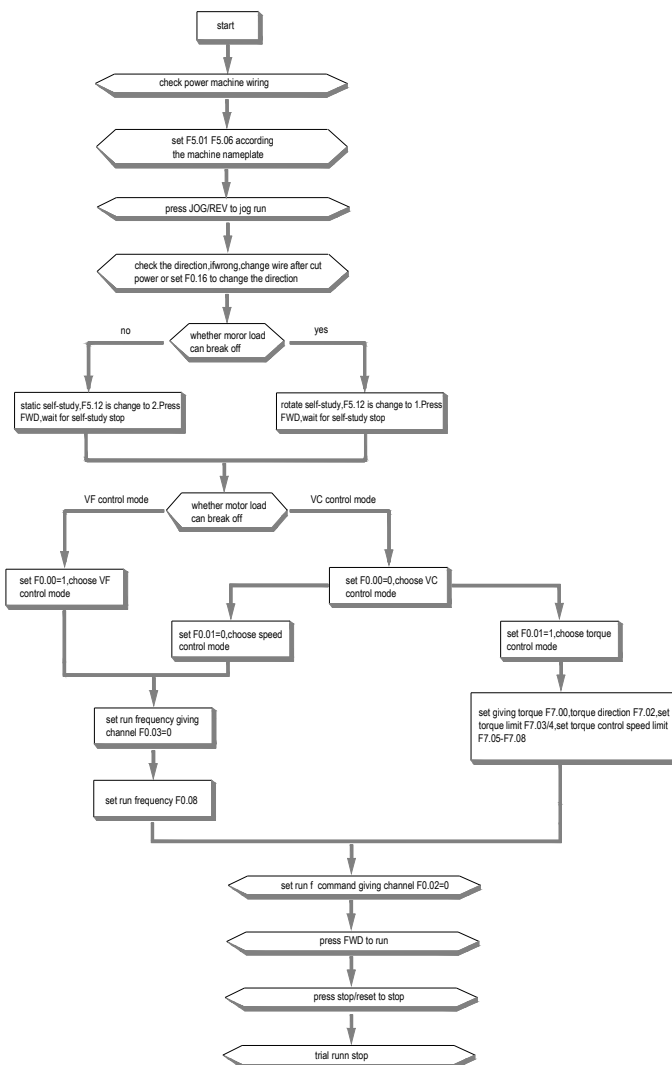 start
check power machine wiring
set F5.01 F5.06 according
the machine nameplate
press JOG/REV to jog run
check the direction,ifwrong,change wire after cut
power or set F0.16 to change the direction
no
whether moror load
can break off
yes
static self-study,F5.12 is change to 2.Press
FWD,wait for self-study stop
rotate self-study,F5.12 is change to 1.Press
FWD,wait for self-study stop
VF control mode
whether motor load
can break off
VC control mode
set F0.00=1,choose VF
control mode
set F0.00=0,choose VC
control mode
set F0.01=0,choose speed
control mode
set F0.01=1,choose torque
control mode
set run frequency giving
channel F0.03=0
set giving torque F7.00,torque direction F7.02,set
torque limit F7.03/4,set torque control speed limit
F7.05-F7.08
set run frequency F0.08
set run f command giving channel F0.02=0
press FWD to run
press stop/reset to stop
trial runn stop